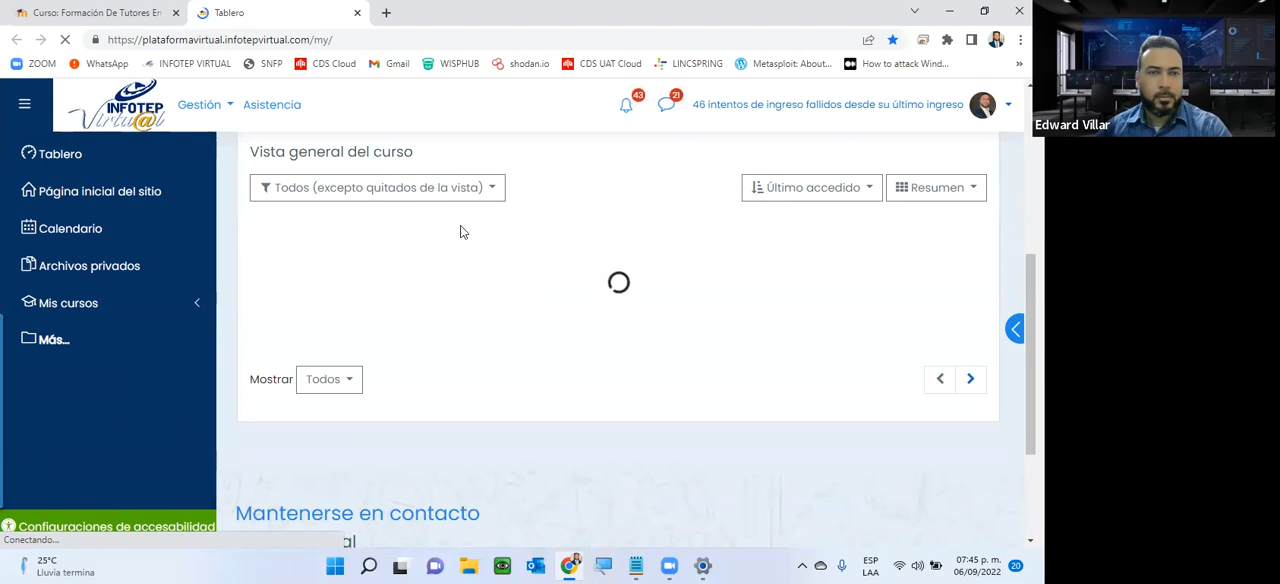 Curso: Formación De Tutores En
Tablero
https://plataformavirtual.infotepvirtual.com/my/
ZOOM WhatsApp INFOTEP VIRTUAL SNFP CDS Cloud Gmail WISPHUB shodan.io CDS UAT Cloud LINCSPRING Metasploit: About... How to attack Wind... »
Edward Villar
INFOTEP
Virtu@l
Gestión Asistencia 43 21 46 intentos de ingreso fallidos desde su último ingreso
Tablero
Página inicial del sitio
Calendario
Archivos privados
Mis cursos
Más...
Vista general del curso
Todos (excepto quitados de la vista) Último accedido Resumen
Mostrar Todos
Mantenerse en contacto
Configuraciones de accesabilidad
Conectando...
25°C
Lluvia termina
ESP
LAA
07:45 p. m.
06/09/2022
20